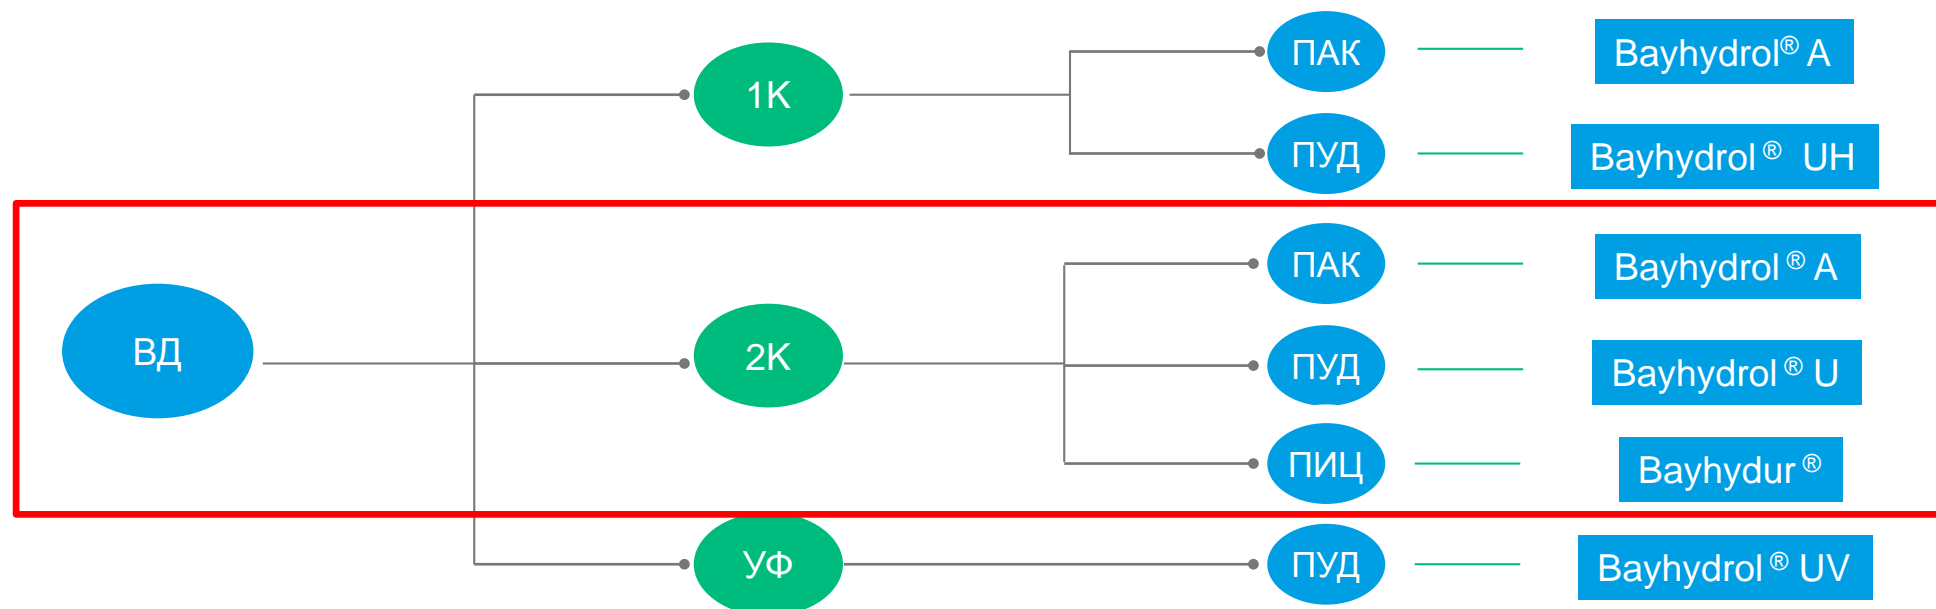 ПАК
Bayhydrol® A
1K
ПУД
Bayhydrol ® UH
ПАК
Bayhydrol ® A
ВД
2K
ПУД
Bayhydrol ® U
ПИЦ
Bayhydur ®
УФ
ПУД
Bayhydrol ® UV